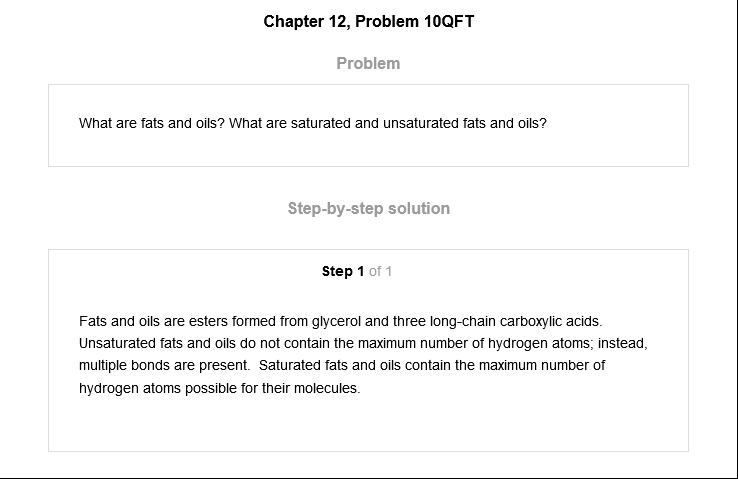 Chapter 12, Problem 10QFT
Problem
What are fats and oils? What are saturated and unsaturated fats and oils?
Step-by-step solution
Step 1 of 1
Fats and oils are esters formed from glycerol and three long-chain carboxylic acids.
Unsaturated fats and oils do not contain the maximum number of hydrogen atoms; instead,
multiple bonds are present.  Saturated fats and oils contain the maximum number of
hydrogen atoms possible for their molecules.